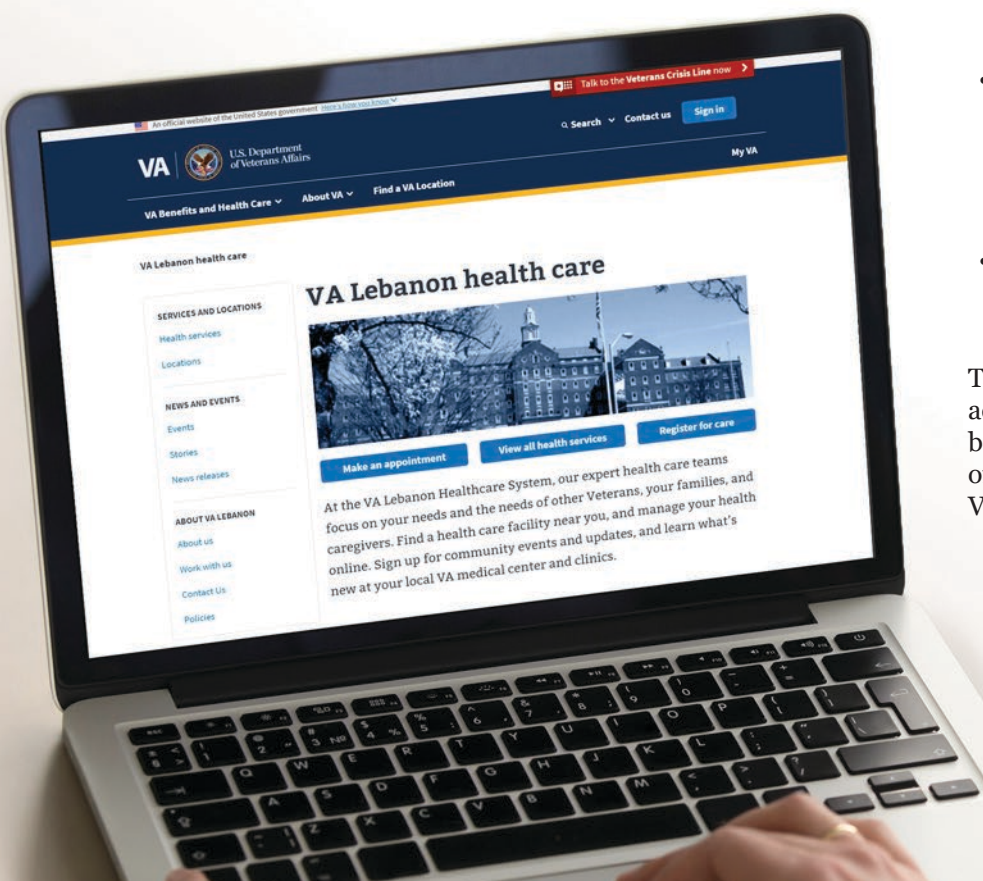 Talk to the Veterans Crisis Line now
An official website of the United States government Here's how you know
VA
U.S. Department
of Veterans Affairs
Search
Contact us
Sign in
My VA
VA Benefits and Health Care
About VA
Find a VA Location
VA Lebanon health care
SERVICES AND LOCATIONS
Health services
Locations
NEWS AND EVENTS
Events
Stories
News releases
ABOUT VA LEBANON
About us
Work with us
Contact Us
Policies
VA Lebanon health care
Make an appointment
View all health services
Register for care
At the VA Lebanon Healthcare System, our expert health care teams
focus on your needs and the needs of other Veterans, your families, and
caregivers. Find a health care facility near you, and manage your health
online. Sign up for community events and updates, and learn what's
new at your local VA medical center and clinics.
esc
Q W E R T Y U I O P
A S D F G H J K L
Z X C V B N M